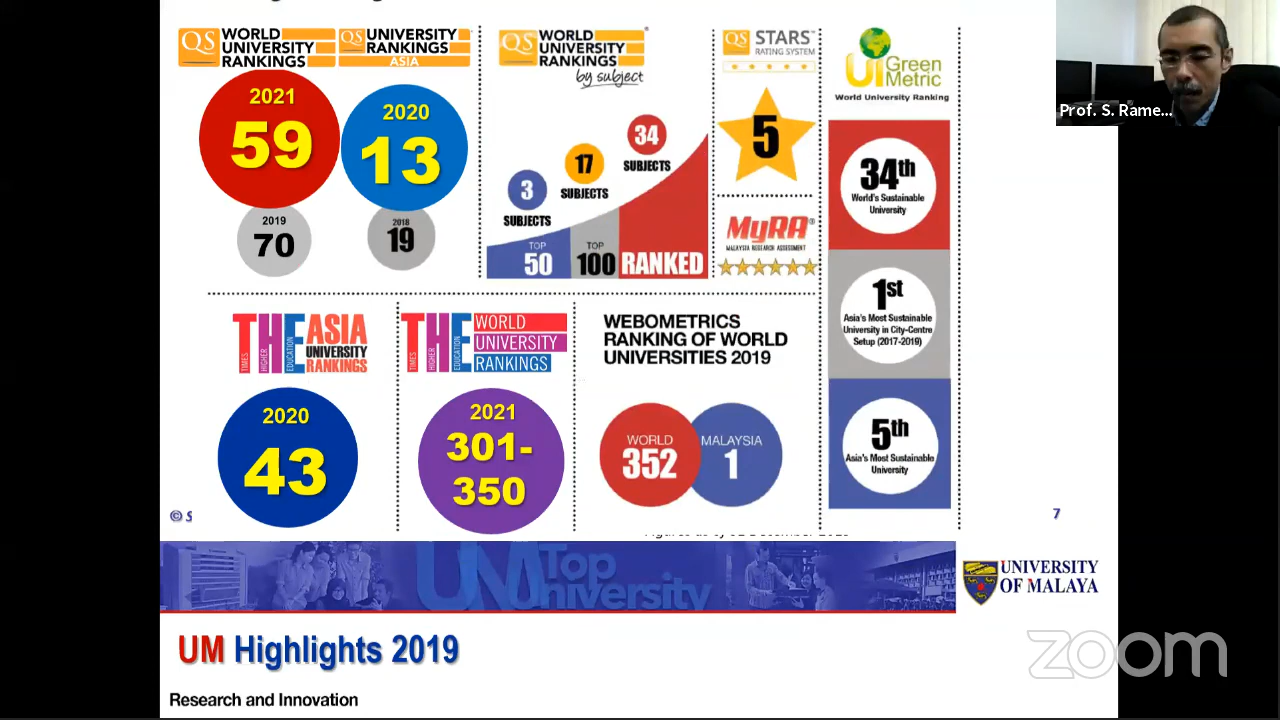 QS WORLD
UNIVERSITY
RANKINGS
2021
59
2019
70
QS UNIVERSITY
RANKINGS
ASIA
2020
13
2018
19
QS WORLD
UNIVERSITY
RANKINGS
by subject
3
SUBJECTS
17
SUBJECTS
34
SUBJECTS
TOP
50
TOP
100
RANKED
QS STARS™
RATING SYSTEM
5
MyRA®
MALAYSIA RESEARCH ASSESSMENT
UI Green
Metric
World University Ranking
34th
World's Sustainable
University
1st
Asia's Most Sustainable
University in City-Centre
Setup (2017-2019)
5th
Asia's Most Sustainable
University
Prof. S. Rame...
THE ASIA
UNIVERSITY
RANKINGS
TIMES
HIGHER
EDUCATION
2020
43
THE WORLD
UNIVERSITY
RANKINGS
TIMES
HIGHER
EDUCATION
2021
301-
350
WEBOMETRICS
RANKING OF WORLD
UNIVERSITIES 2019
WORLD
352
MALAYSIA
1
© S
7
UM Top
University
UNIVERSITY
OF MALAYA
UM Highlights 2019
Research and Innovation
zoom